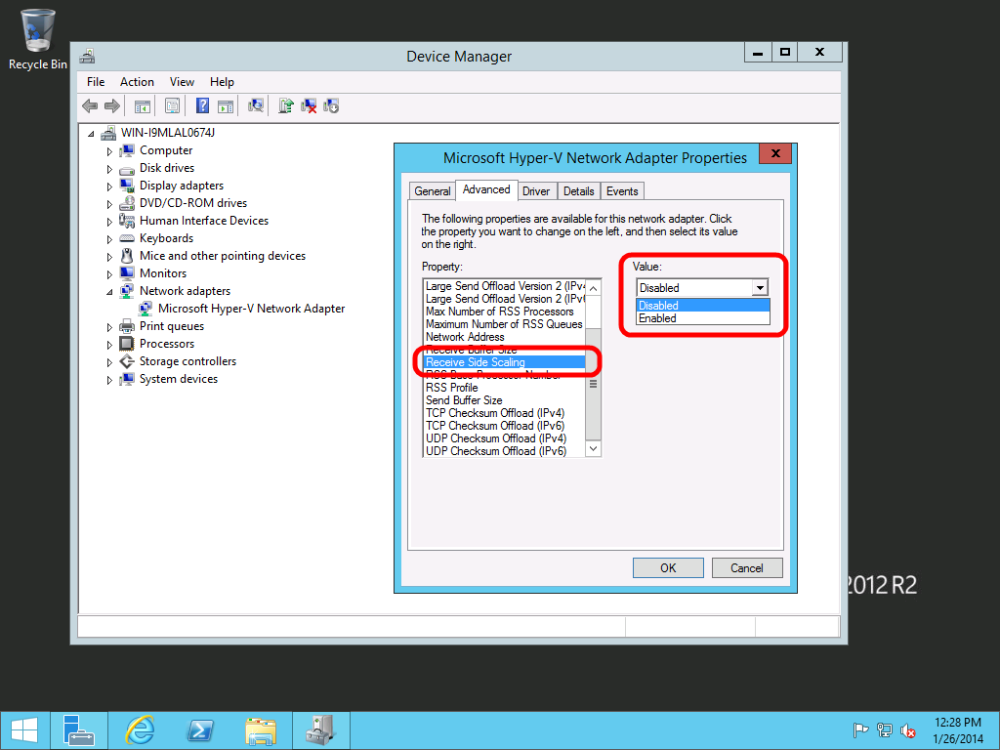 Recycle Bin
Device Manager
File Action View Help
WIN-I9MLAL0674J
Computer
Disk drives
Display adapters
DVD/CD-ROM drives
Human Interface Devices
Keyboards
Mice and other pointing devices
Monitors
Network adapters
Microsoft Hyper-V Network Adapter
Print queues
Processors
Storage controllers
System devices
Microsoft Hyper-V Network Adapter Properties
General Advanced Driver Details Events
The following properties are available for this network adapter. Click
the property you want to change on the left, and then select its value
on the right.
Property:
Value:
Large Send Offload Version 2 (IPv4
Large Send Offload Version 2 (IPv6
Max Number of RSS Processors
Maximum Number of RSS Queues
Network Address
Receive Buffer Size
Receive Side Scaling
RSS Base Processor Number
RSS Profile
Send Buffer Size
TCP Checksum Offload (IPv4)
TCP Checksum Offload (IPv6)
UDP Checksum Offload (IPv4)
UDP Checksum Offload (IPv6)
Disabled
Disabled
Enabled
OK Cancel
2012 R2
12:28 PM
1/26/2014